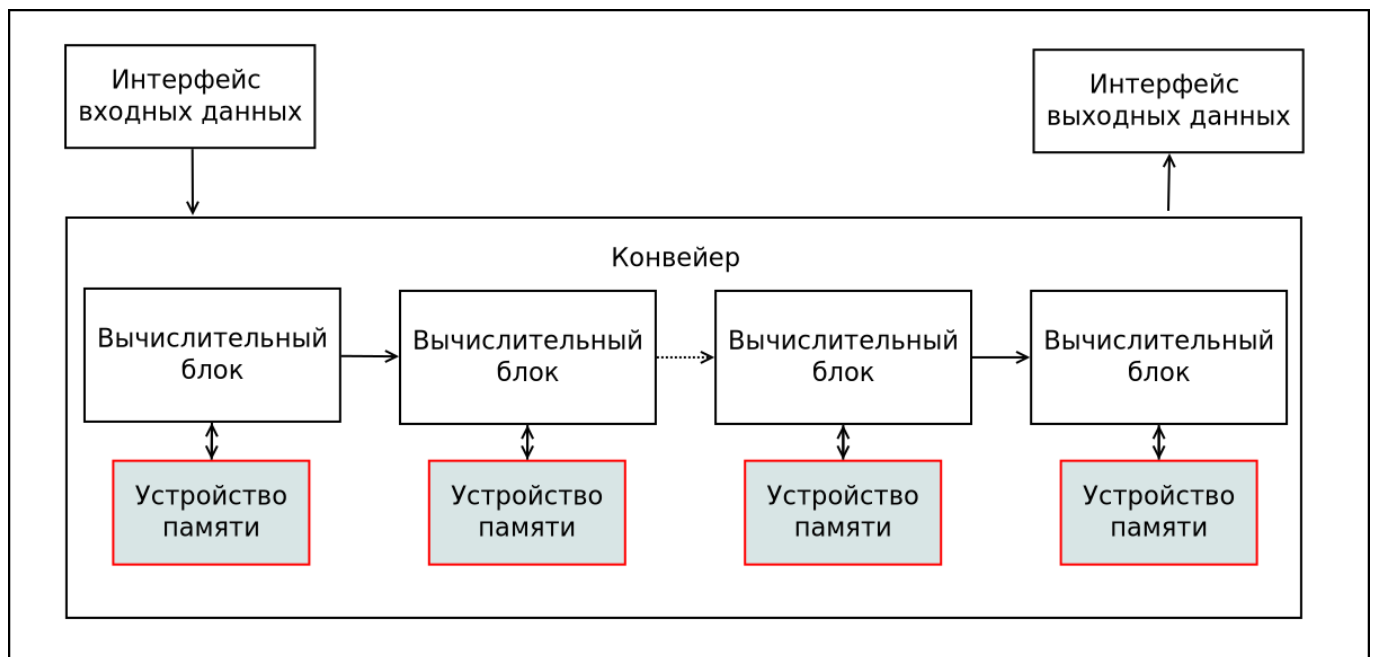 Интерфейс
входных данных
Интерфейс
выходных данных
Конвейер
Вычислительный
блок
Вычислительный
блок
Вычислительный
блок
Вычислительный
блок
Устройство
памяти
Устройство
памяти
Устройство
памяти
Устройство
памяти